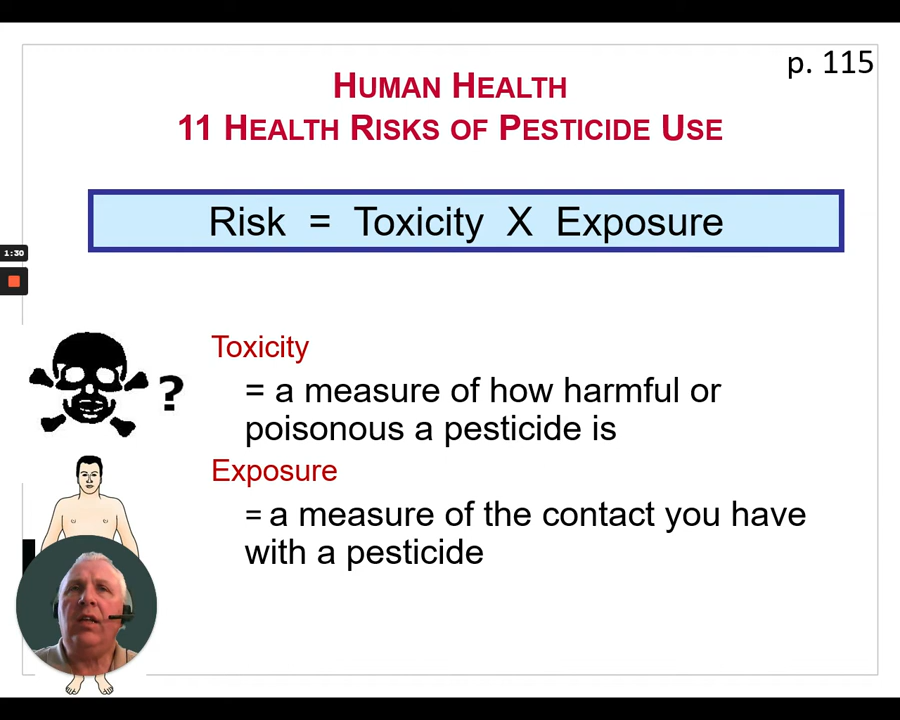 p. 115
HUMAN HEALTH
11 HEALTH RISKS OF PESTICIDE USE
Risk = Toxicity X Exposure
1:30
Toxicity
?
= a measure of how harmful or
poisonous a pesticide is
Exposure
= a measure of the contact you have
with a pesticide